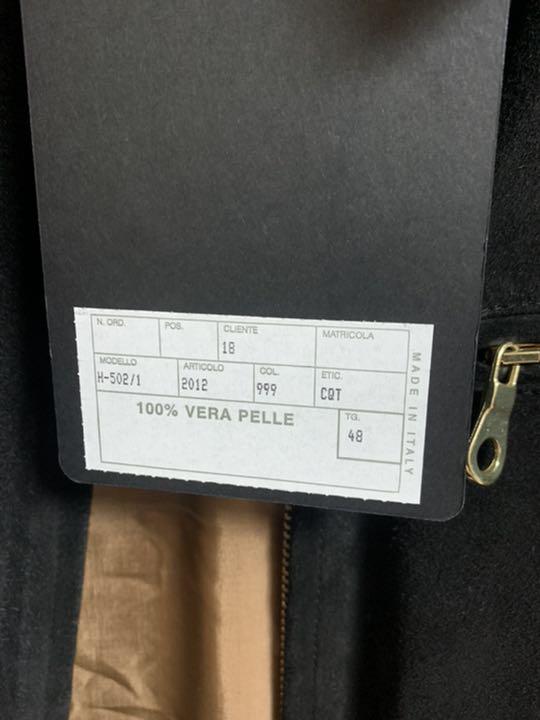 N. ORD. POS. CLIENTE MATRICOLA
18
MODELLO ARTICOLO COL. ETIC.
H-502/1 2012 999 CQT
100% VERA PELLE
TG.
48
MADE IN ITALY